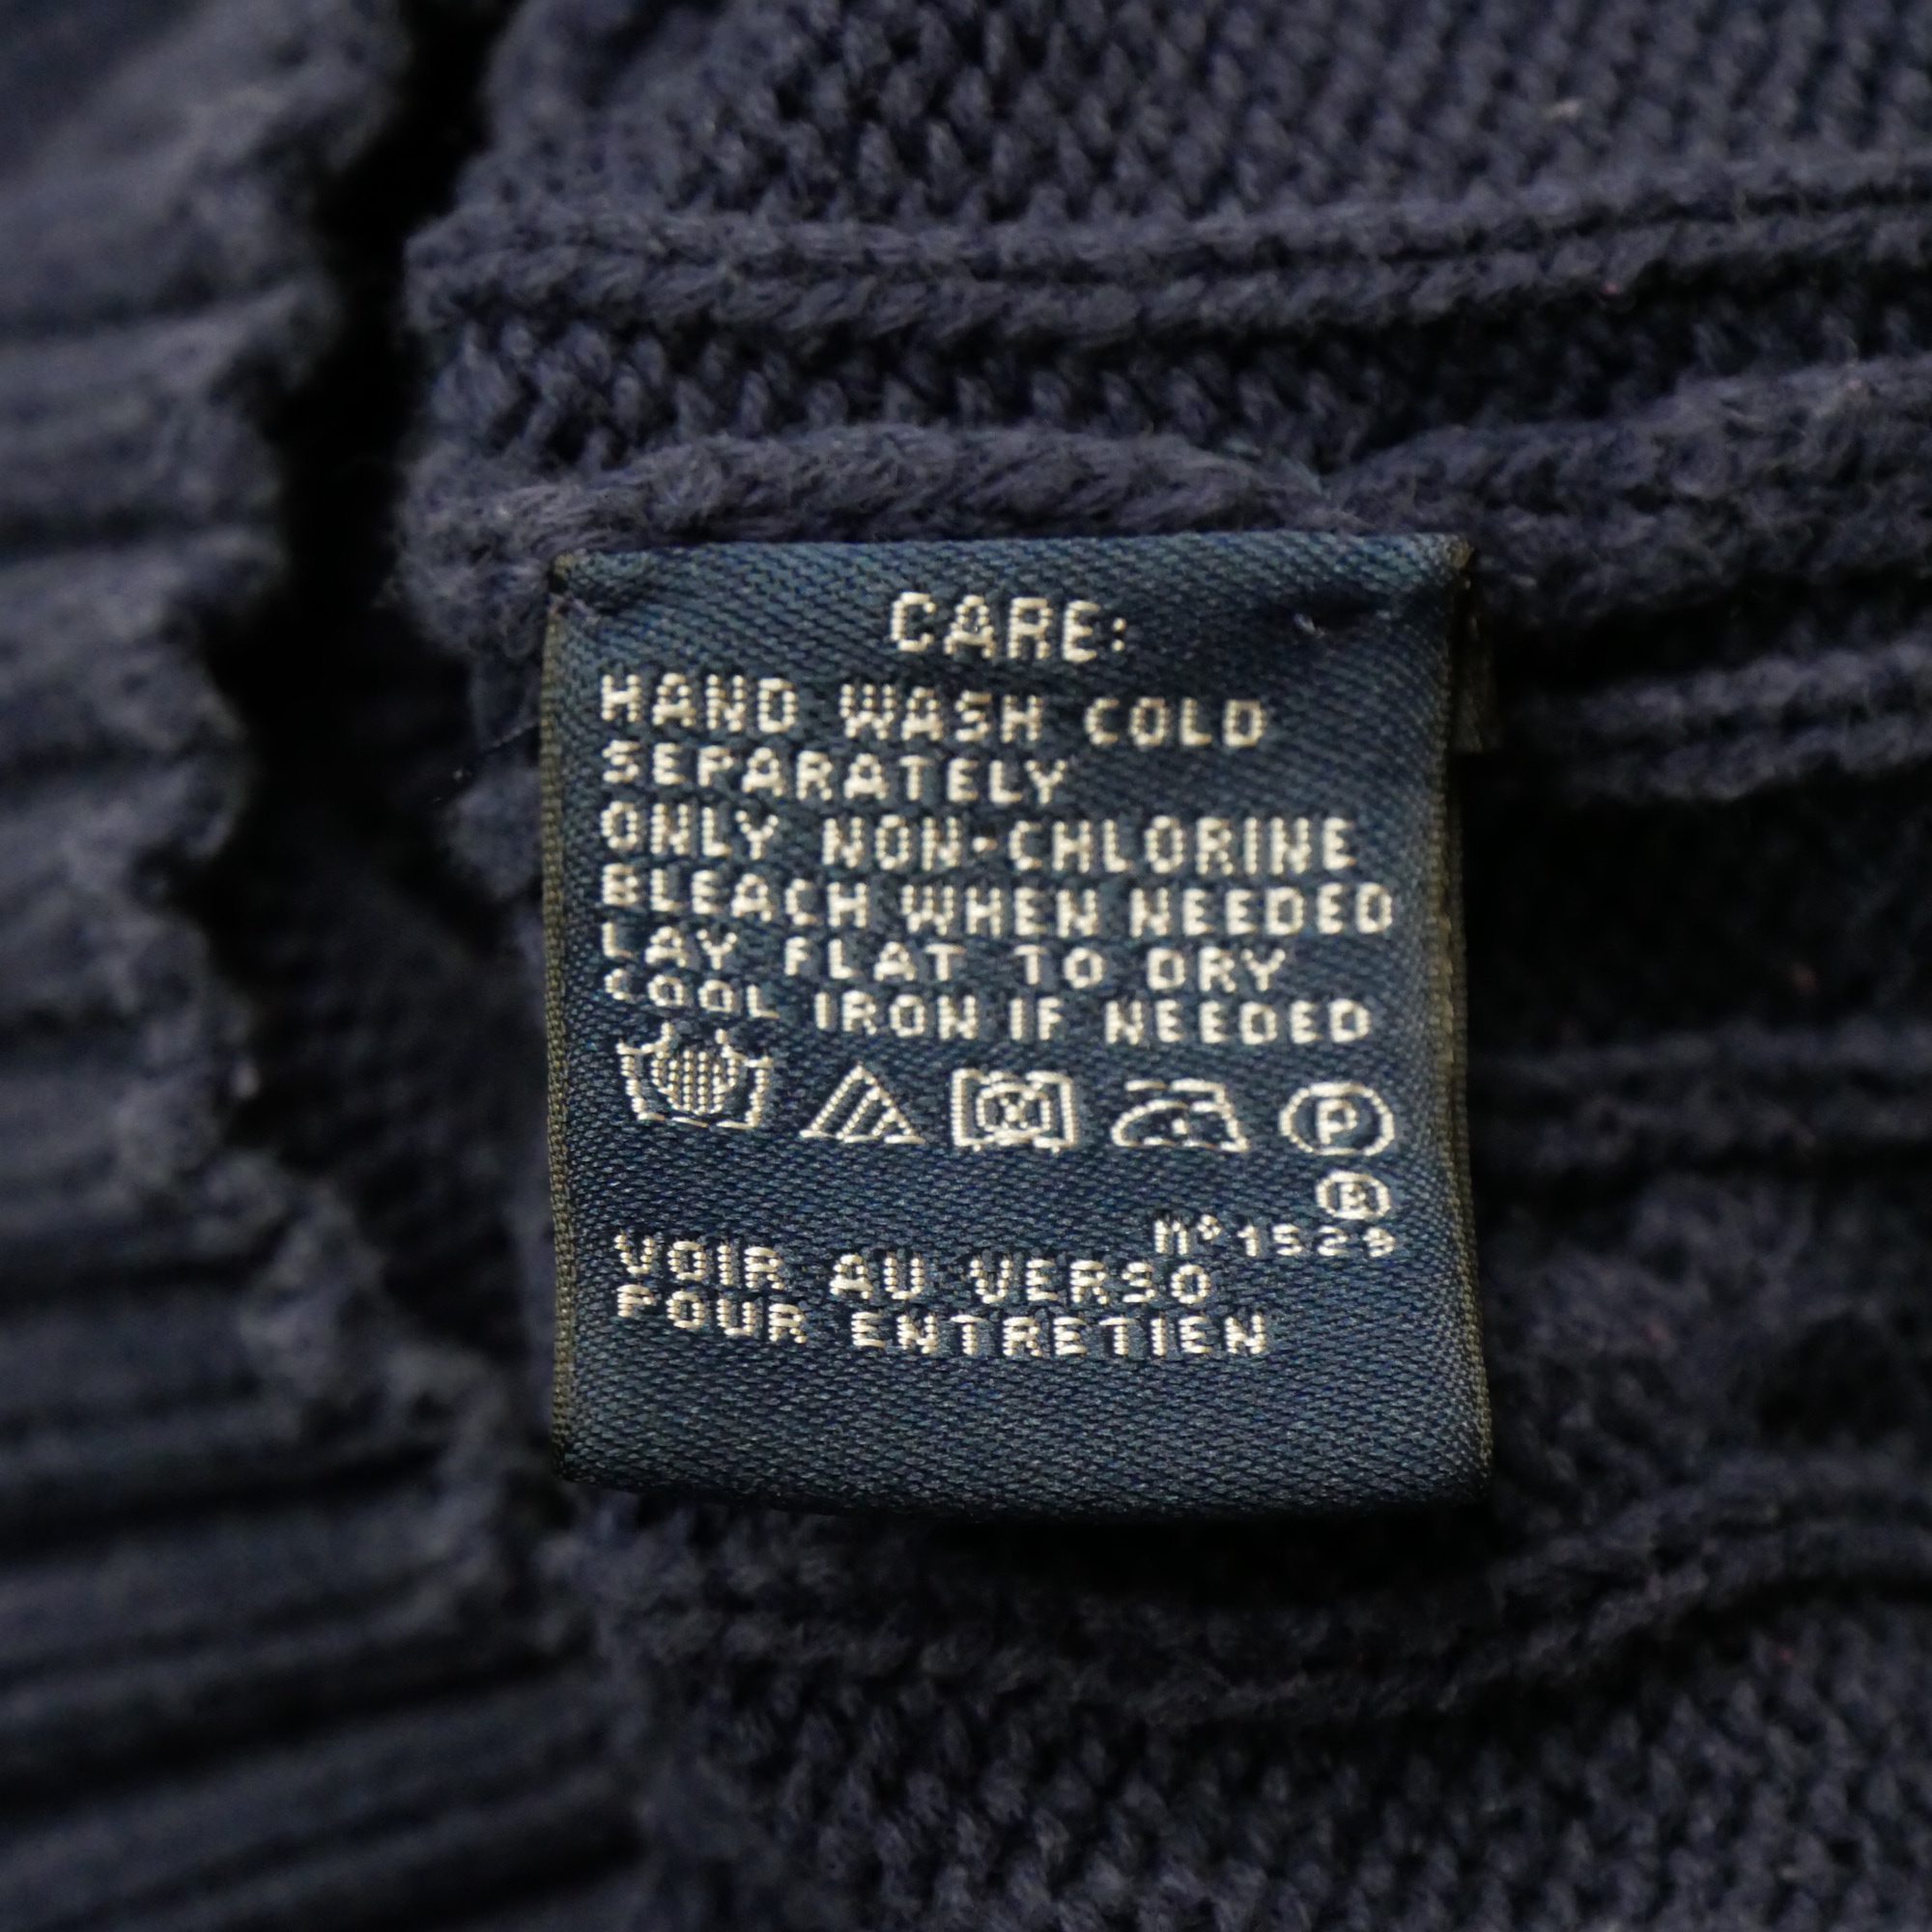 CARE:
HAND WASH COLD
SEPARATELY
ONLY NON-CHLORINE
BLEACH WHEN NEEDED
LAY FLAT TO DRY
COOL IRON IF NEEDED
P
®
N°1529
VOIR AU VERSO
POUR ENTRETIEN